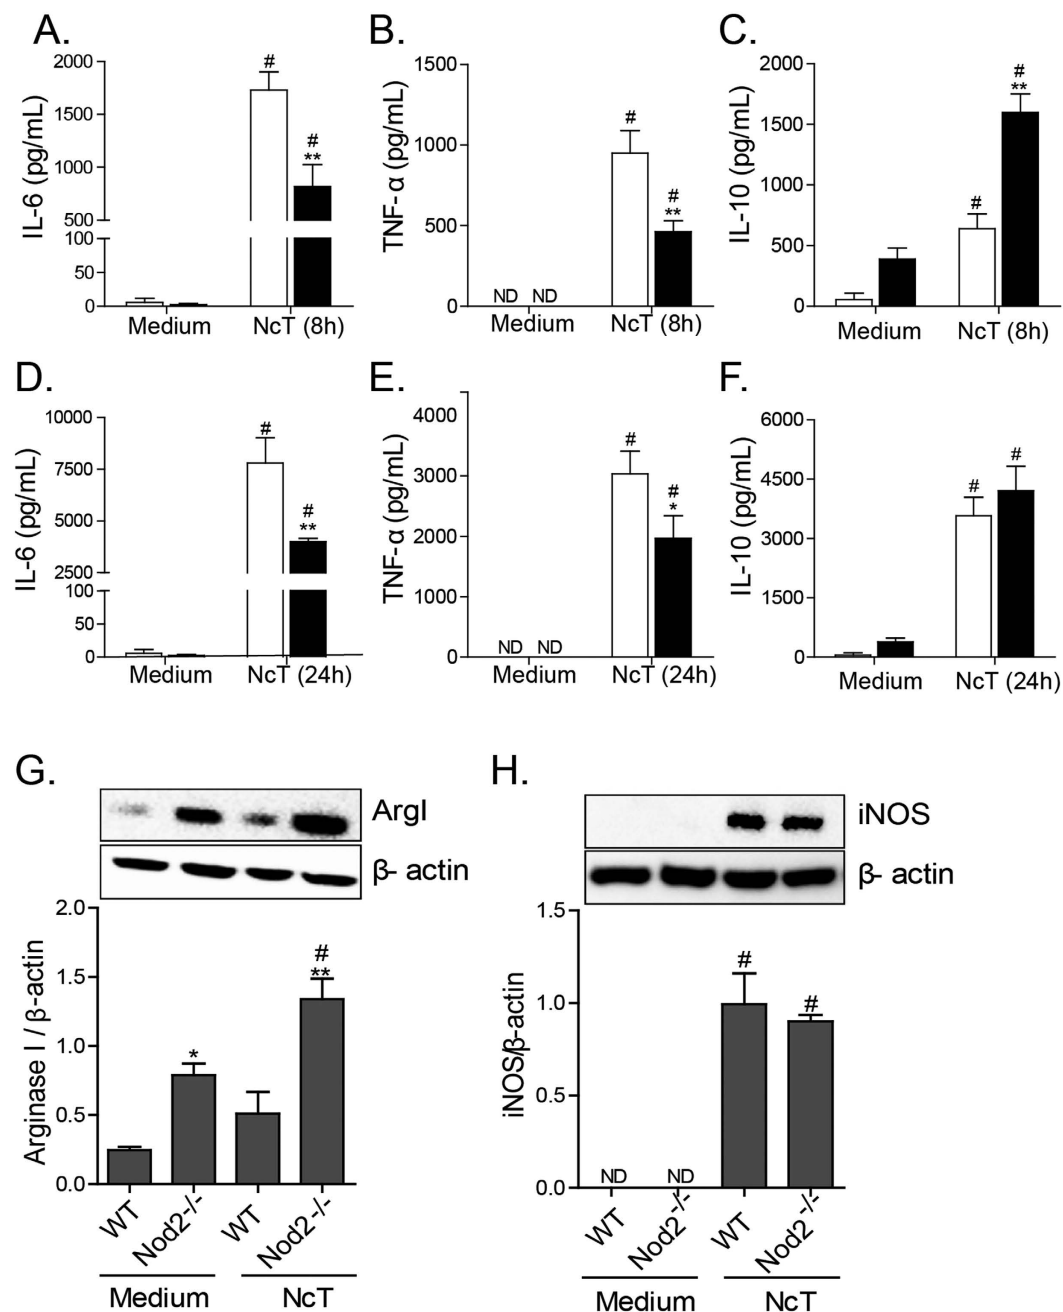 A.
IL-6 (pg/mL)
2000
1500
1000
500
100
50
0
#
#
**
Medium
NcT (8h)
B.
TNF-α (pg/mL)
1500
1000
500
0
ND ND
#
#
**
Medium
NcT (8h)
C.
IL-10 (pg/mL)
2000
1500
1000
500
0
#
#
**
Medium
NcT (8h)
D.
IL-6 (pg/mL)
10000
7500
5000
2500
100
50
0
#
#
**
Medium
NcT (24h)
E.
TNF-α (pg/mL)
4000
3000
2000
1000
0
ND ND
#
#
*
Medium
NcT (24h)
F.
IL-10 (pg/mL)
6000
4500
3000
1500
0
#
#
Medium
NcT (24h)
G.
ArgI
β- actin
Arginase I / β-actin
2.0
1.5
1.0
0.5
0.0
*
#
**
WT
Nod2-/-
WT
Nod2-/-
Medium
NcT
H.
iNOS
β- actin
iNOS/β-actin
1.5
1.0
0.5
0.0
ND
ND
#
#
WT
Nod2-/-
WT
Nod2-/-
Medium
NcT